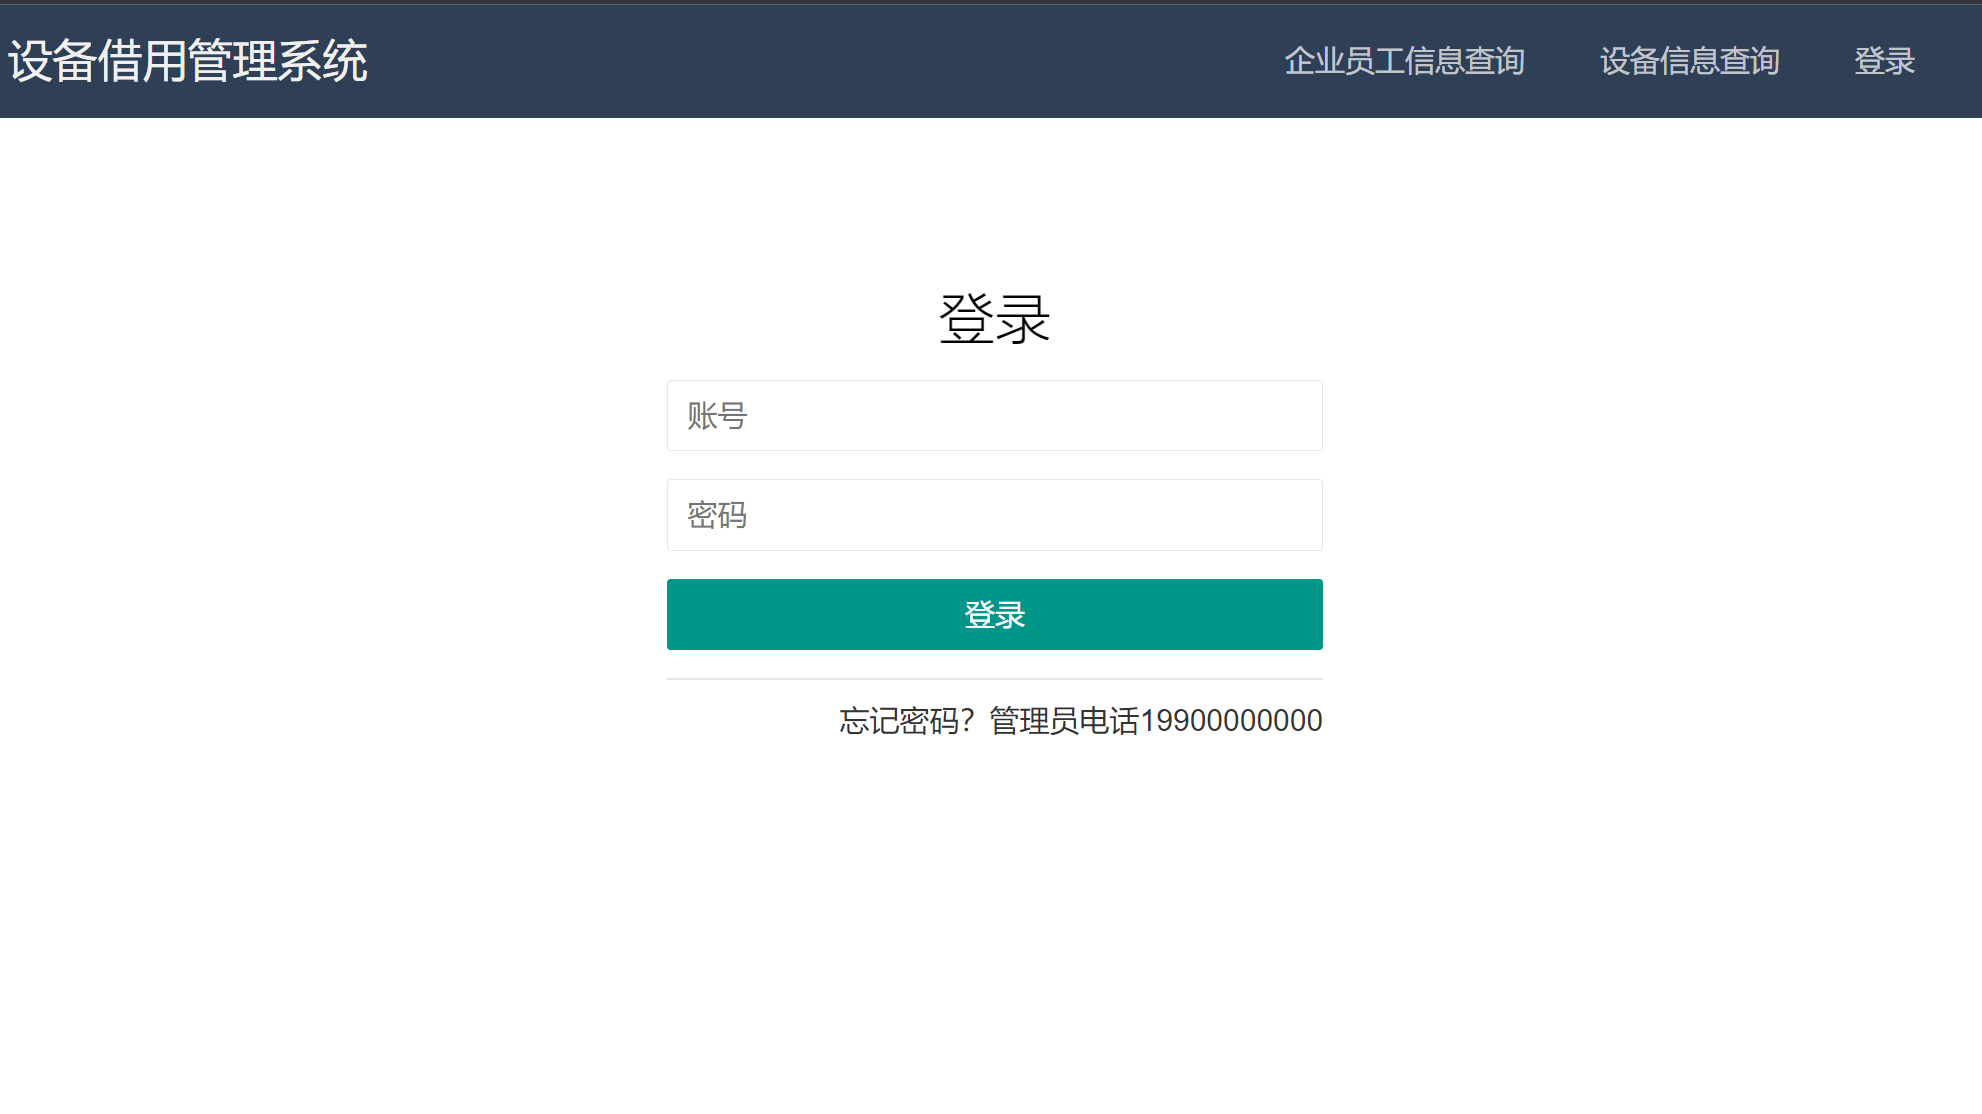 设备借用管理系统 企业员工信息查询 设备信息查询 登录
登录
账号
密码
登录
忘记密码？管理员电话19900000000